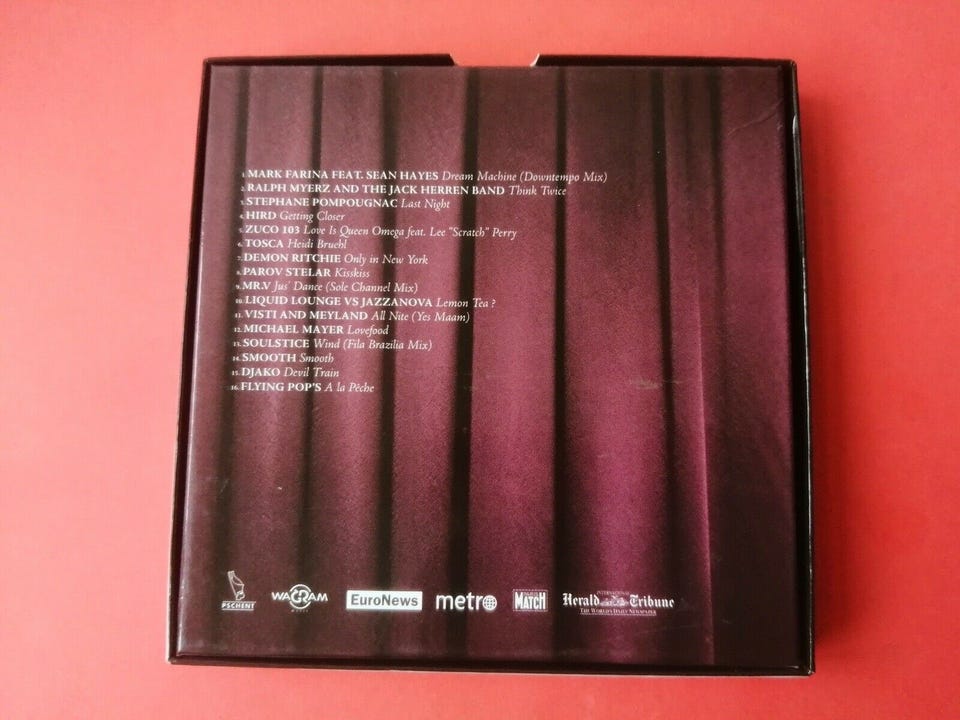 1. MARK FARINA FEAT. SEAN HAYES Dream Machine (Downtempo Mix)
2. RALPH MYERZ AND THE JACK HERREN BAND Think Twice
3. STEPHANE POMPOUGNAC Last Night
4. HIRD Getting Closer
5. ZUCO 103 Love Is Queen Omega feat. Lee "Scratch" Perry
6. TOSCA Heidi Bruehl
7. DEMON RITCHIE Only in New York
8. PAROV STELAR Kisskiss
9. MR.V Jus' Dance (Sole Channel Mix)
10. LIQUID LOUNGE VS JAZZANOVA Lemon Tea ?
11. VISTI AND MEYLAND All Nite (Yes Maam)
12. MICHAEL MAYER Lovefood
13. SOULSTICE Wind (Fila Brazilia Mix)
14. SMOOTH Smooth
15. DJAKO Devil Train
16. FLYING POP'S A la Pêche
PSCHENT
WAGRAM
MUSIC
EuroNews
metro
MATCH
INTERNATIONAL
Herald Tribune
THE WORLD'S DAILY NEWSPAPER